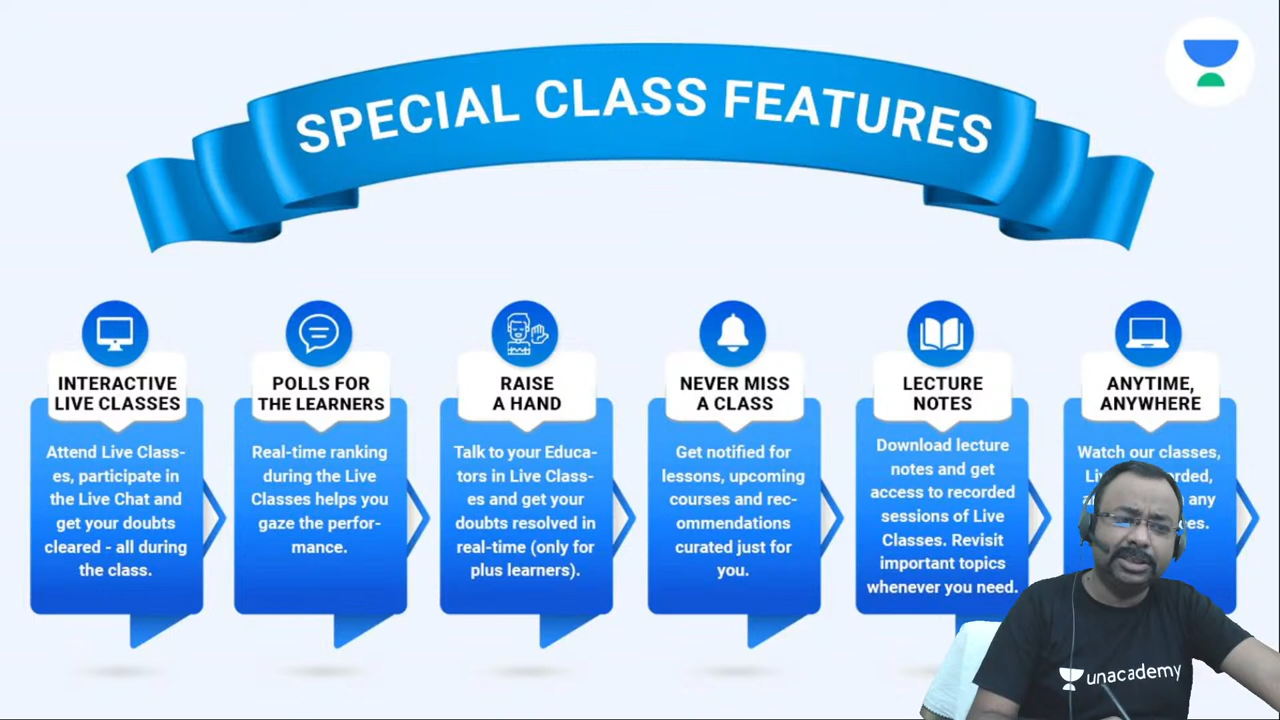 SPECIAL CLASS FEATURES
INTERACTIVE
LIVE CLASSES
Attend Live Class-
es, participate in
the Live Chat and
get your doubts
cleared - all during
the class.
POLLS FOR
THE LEARNERS
Real-time ranking
during the Live
Classes helps you
gaze the perfor-
mance.
RAISE
A HAND
Talk to your Educa-
tors in Live Class-
es and get your
doubts resolved in
real-time (only for
plus learners).
NEVER MISS
A CLASS
Get notified for
lessons, upcoming
courses and rec-
ommendations
curated just for
you.
LECTURE
NOTES
Download lecture
notes and get
access to recorded
sessions of Live
Classes. Revisit
important topics
whenever you need.
ANYTIME,
ANYWHERE
Watch our classes,
any
unacademy